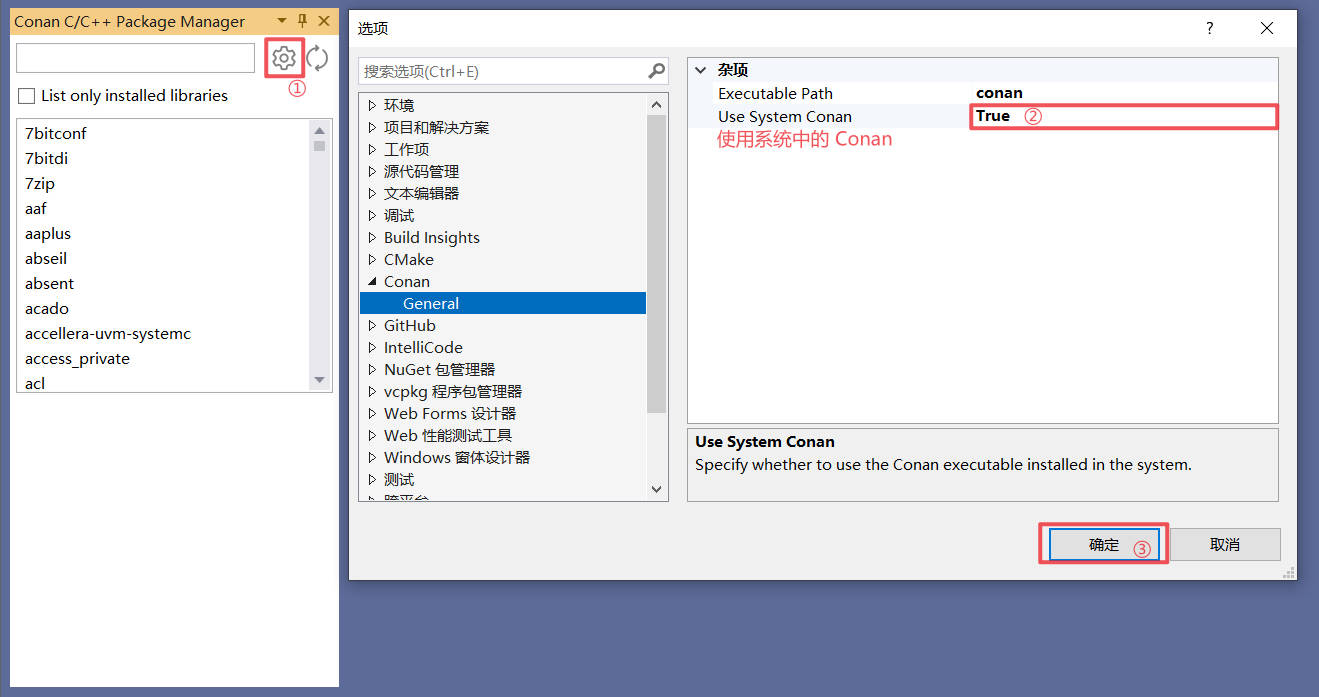 Conan C/C++ Package Manager
①
List only installed libraries
7bitconf
7bitdi
7zip
aaf
aaplus
abseil
absent
acado
accellera-uvm-systemc
access_private
acl
选项
?
搜索选项(Ctrl+E)
环境
项目和解决方案
工作项
源代码管理
文本编辑器
调试
Build Insights
CMake
Conan
General
GitHub
IntelliCode
NuGet 包管理器
vcpkg 程序包管理器
Web Forms 设计器
Web 性能测试工具
Windows 窗体设计器
测试
跨平台
杂项
Executable Path conan
Use System Conan True ②
使用系统中的 Conan
Use System Conan
Specify whether to use the Conan executable installed in the system.
确定 ③
取消